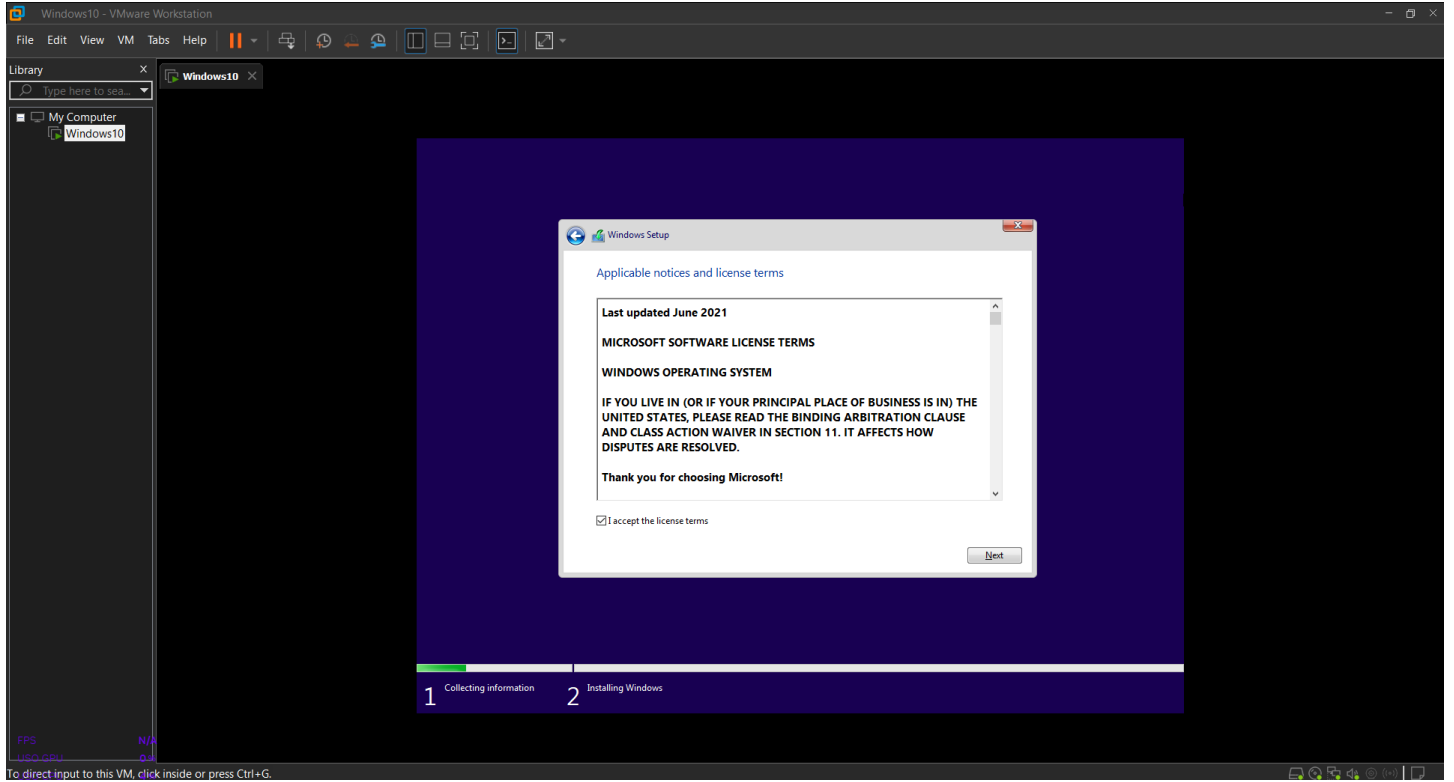 Windows10 - VMware Workstation
File Edit View VM Tabs Help
Library
Type here to sea...
My Computer
Windows10
Windows10
Windows Setup
Applicable notices and license terms
Last updated June 2021
MICROSOFT SOFTWARE LICENSE TERMS
WINDOWS OPERATING SYSTEM
IF YOU LIVE IN (OR IF YOUR PRINCIPAL PLACE OF BUSINESS IS IN) THE
UNITED STATES, PLEASE READ THE BINDING ARBITRATION CLAUSE
AND CLASS ACTION WAIVER IN SECTION 11. IT AFFECTS HOW
DISPUTES ARE RESOLVED.
Thank you for choosing Microsoft!
I accept the license terms
Next
1 Collecting information 2 Installing Windows
FPS
To direct input to this VM, click inside or press Ctrl+G.